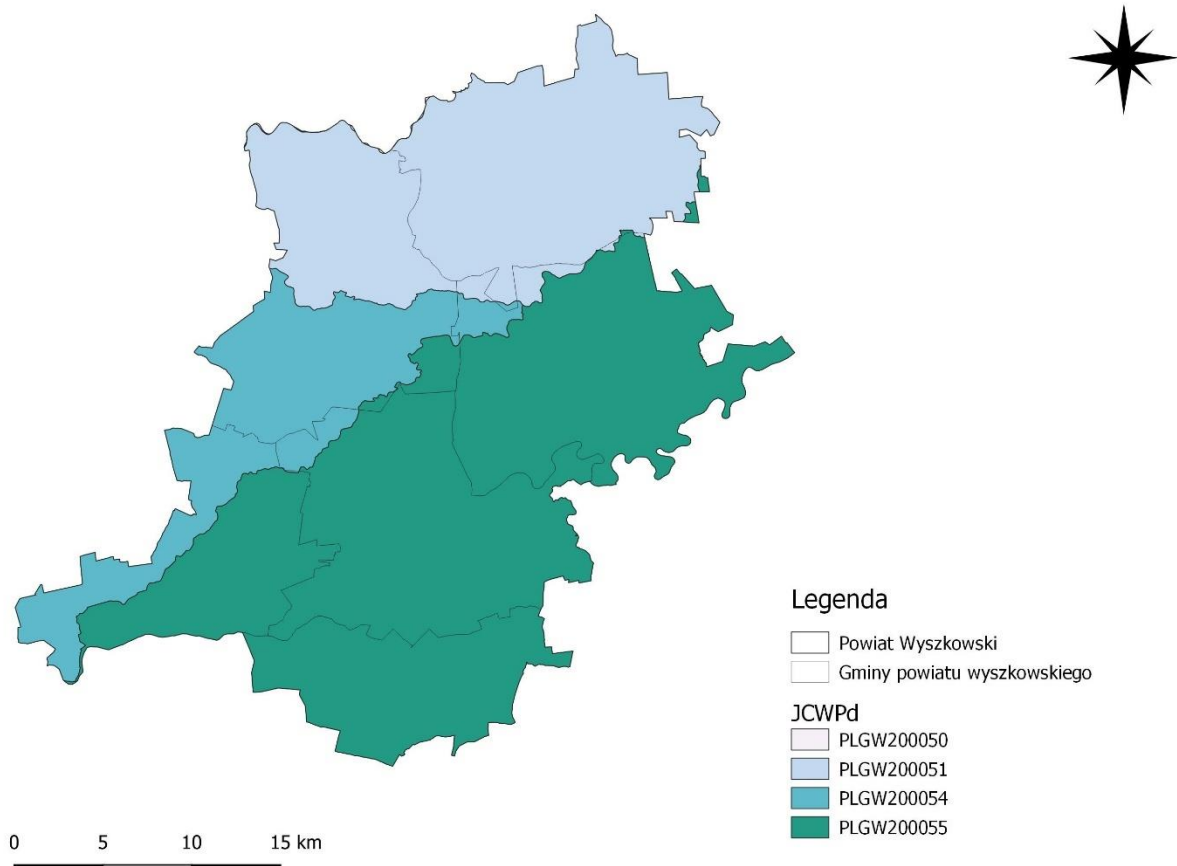 Legenda
Powiat Wyszkowski
Gminy powiatu wyszkowskiego
JCWPd
PLGW200050
PLGW200051
PLGW200054
PLGW200055
0 5 10 15 km